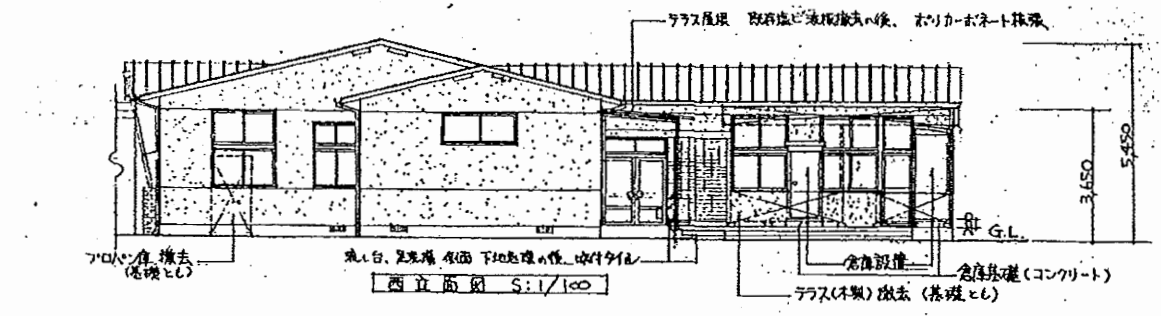 テラス屋根 既存塩ビ波板撤去の後、ポリカーボネート拡張
5,450
3,650
G.L.
プロパン庫 撤去
(基礎とも)
流し台、足洗場 側面 下地処理の後、吹付タイル
倉庫設置
倉庫基礎(コンクリート)
テラス(木製)撤去 (基礎とも)
西立面図 S:1/100